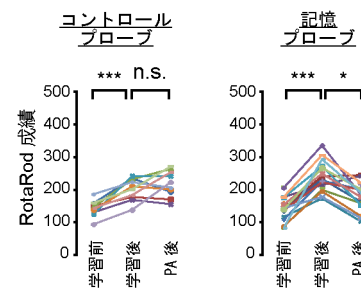 コントロール
プローブ
*** n.s.
500
400
300
200
100
0
RotaRod 成績
学習前
学習後
PA 後
記憶
プローブ
*** *
500
400
300
200
100
0
学習前
学習後
PA 後